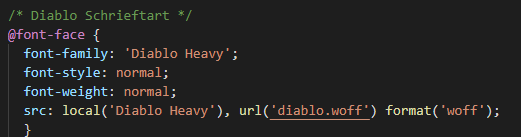 /* Diablo Schrieftart */
@font-face {
font-family: 'Diablo Heavy';
font-style: normal;
font-weight: normal;
src: local('Diablo Heavy'), url('diablo.woff') format('woff');
}